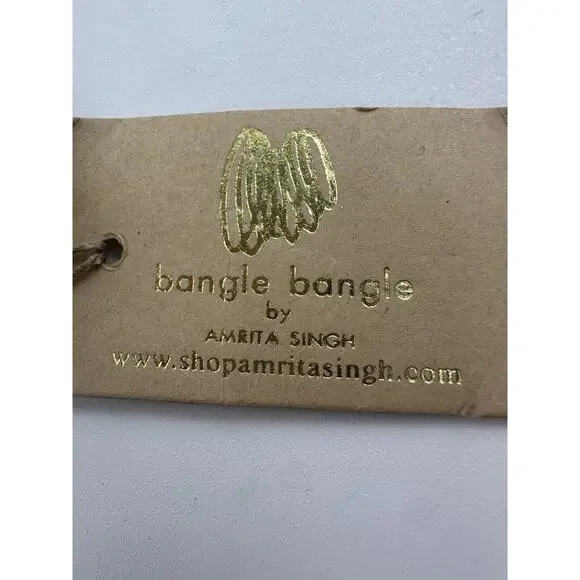 bangle bangle
by
AMRITA SINGH
www.shopamritasingh.com